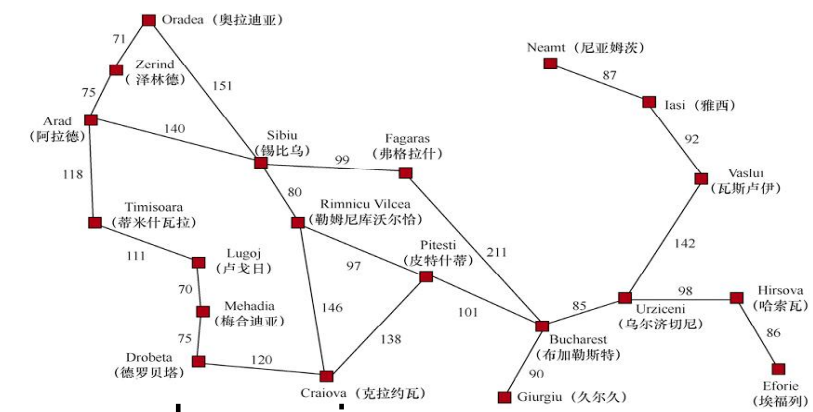 Oradea (奥拉迪亚)
71
Zerind
(泽林德)
151
75
Arad
(阿拉德)
140
Sibiu
(锡比乌)
99
Fagaras
(弗格拉什)
118
80
Timisoara
(蒂米什瓦拉)
Rimnicu Vilcea
(勒姆尼库沃尔恰)
111
Lugoj
(卢戈日)
97
Pitesti
(皮特什蒂)
211
70
Mehadia
(梅合迪亚)
146
101
75
138
Drobeta
(德罗贝塔)
120
Craiova (克拉约瓦)
Neamt (尼亚姆茨)
87
Iasi (雅西)
92
Vaslui
(瓦斯卢伊)
142
98
Hirsova
(哈索瓦)
Urziceni
(乌尔济切尼)
85
86
Bucharest
(布加勒斯特)
90
Giurgiu (久尔久)
Eforie
(埃福列)